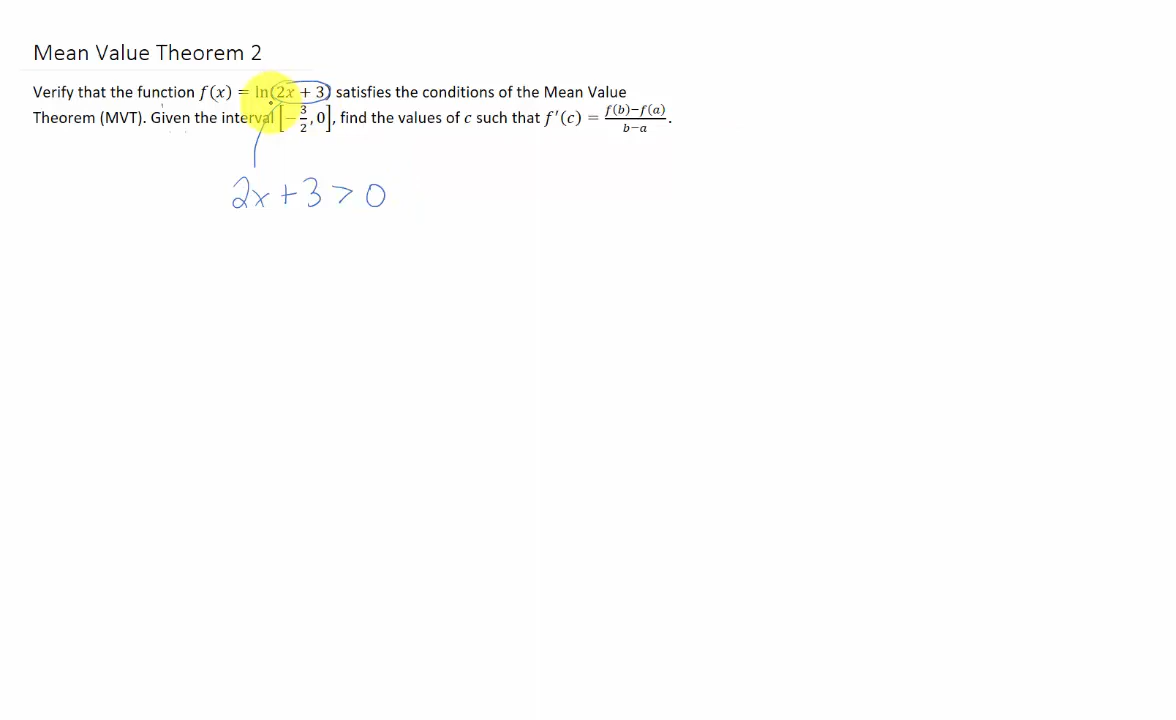 Mean Value Theorem 2
Verify that the function f(x) = ln(2x + 3) satisfies the conditions of the Mean Value
Theorem (MVT). Given the interval [−3/2, 0], find the values of c such that f'(c) = f(b)−f(a)/b−a.
2x + 3 > 0